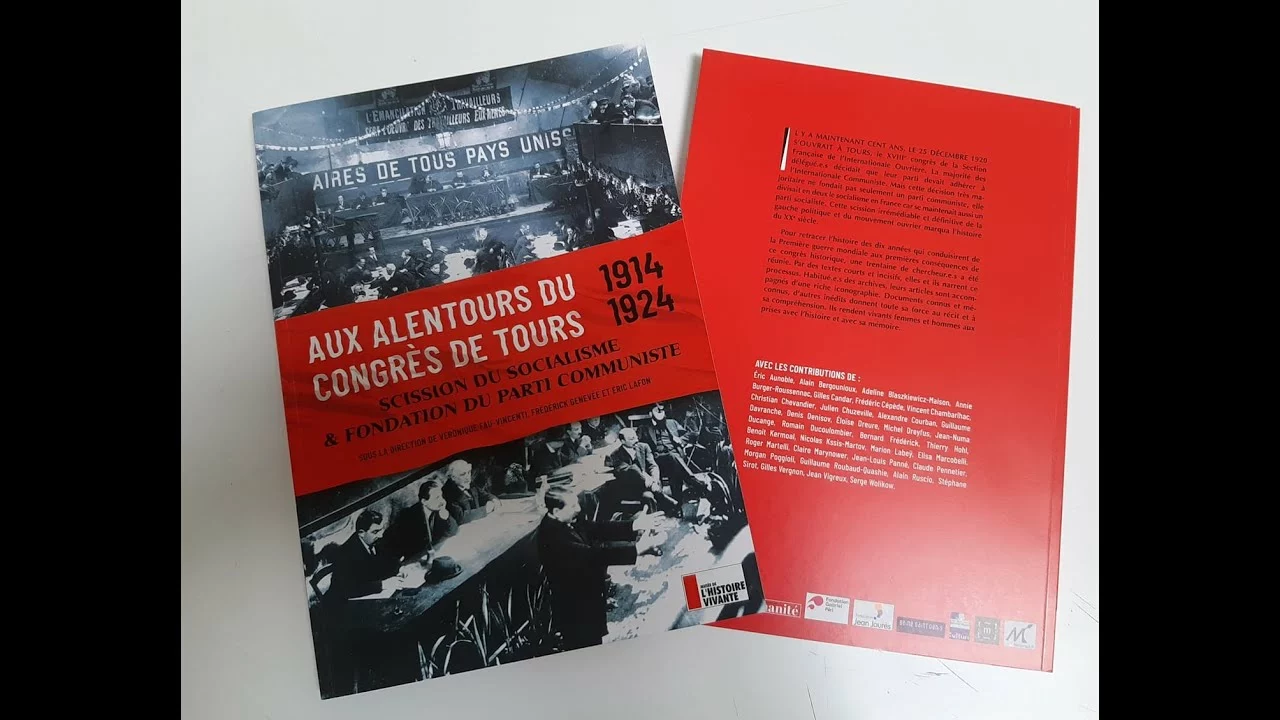 L'ÉMANCIPATION DES TRAVAILLEURS
SERA L'OEUVRE DES TRAVAILLEURS EUX-MÊMES
AIRES DE TOUS PAYS UNISS
AUX ALENTOURS DU
CONGRÈS DE TOURS
1914
1924
SCISSION DU SOCIALISME
& FONDATION DU PARTI COMMUNISTE
SOUS LA DIRECTION DE VÉRONIQUE FAU-VINCENTI, FRÉDÉRICK GENEVÉE ET ÉRIC LAFON
MUSÉE DE
L'HISTOIRE
VIVANTE
IL Y A MAINTENANT CENT ANS, LE 25 DÉCEMBRE 1920
S'OUVRAIT À TOURS, le XVIIIe congrès de la Section
Française de l'Internationale Ouvrière. La majorité des
délégué.e.s décidait que leur parti devait adhérer à
l'Internationale Communiste. Mais cette décision très ma-
joritaire ne fondait pas seulement un parti communiste, elle
divisait en deux le socialisme en France car se maintenait aussi un
parti socialiste. Cette scission irrémédiable et définitive de la
gauche politique et du mouvement ouvrier marqua l'histoire
du XXe siècle.
Pour retracer l'histoire des dix années qui conduisirent de
la Première guerre mondiale aux premières conséquences de
ce congrès historique, une trentaine de chercheur.e.s a été
réunie. Par des textes courts et incisifs, elles et ils narrent ce
processus. Habitué.e.s des archives, leurs articles sont accom-
pagnés d'une riche iconographie. Documents connus et mé-
connus, d'autres inédits donnent toute sa force au récit et à
sa compréhension. Ils rendent vivants femmes et hommes aux
prises avec l'histoire et avec sa mémoire.
AVEC LES CONTRIBUTIONS DE :
Éric Aunoble, Alain Bergounioux, Adeline Blaszkiewicz-Maison, Annie
Burger-Roussennac, Gilles Candar, Frédéric Cépède, Vincent Chambarlhac,
Christian Chevandier, Julien Chuzeville, Alexandre Courban, Guillaume
Davranche, Denis Denisov, Éloïse Dreure, Michel Dreyfus, Jean-Numa
Ducange, Romain Ducoulombier, Bernard Frédérick, Thierry Hohl,
Benoît Kermoal, Nicolas Kssis-Martov, Marion Labeÿ, Elisa Marcobelli,
Roger Martelli, Claire Marynower, Jean-Louis Panné, Claude Pennetier,
Morgan Poggioli, Guillaume Roubaud-Quashie, Alain Ruscio, Stéphane
Sirot, Gilles Vergnon, Jean Vigreux, Serge Wolikow.
manité
Fondation
Gabriel
Péri
Jean Jaurès
SEINE-SAINT-DENIS